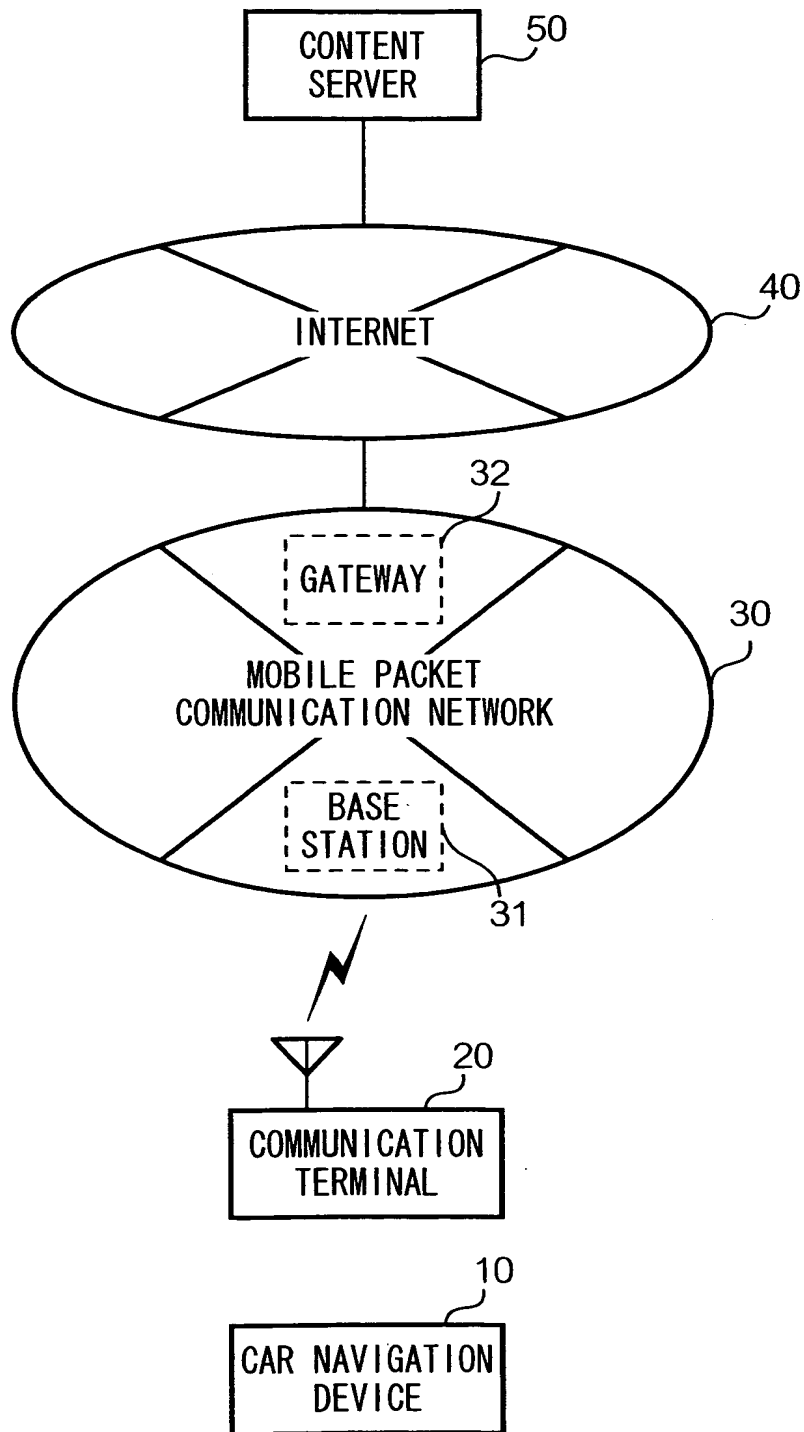 CONTENT
SERVER
50
INTERNET
40
32
GATEWAY
30
MOBILE PACKET
COMMUNICATION NETWORK
BASE
STATION
31
20
COMMUNICATION
TERMINAL
10
CAR NAVIGATION
DEVICE